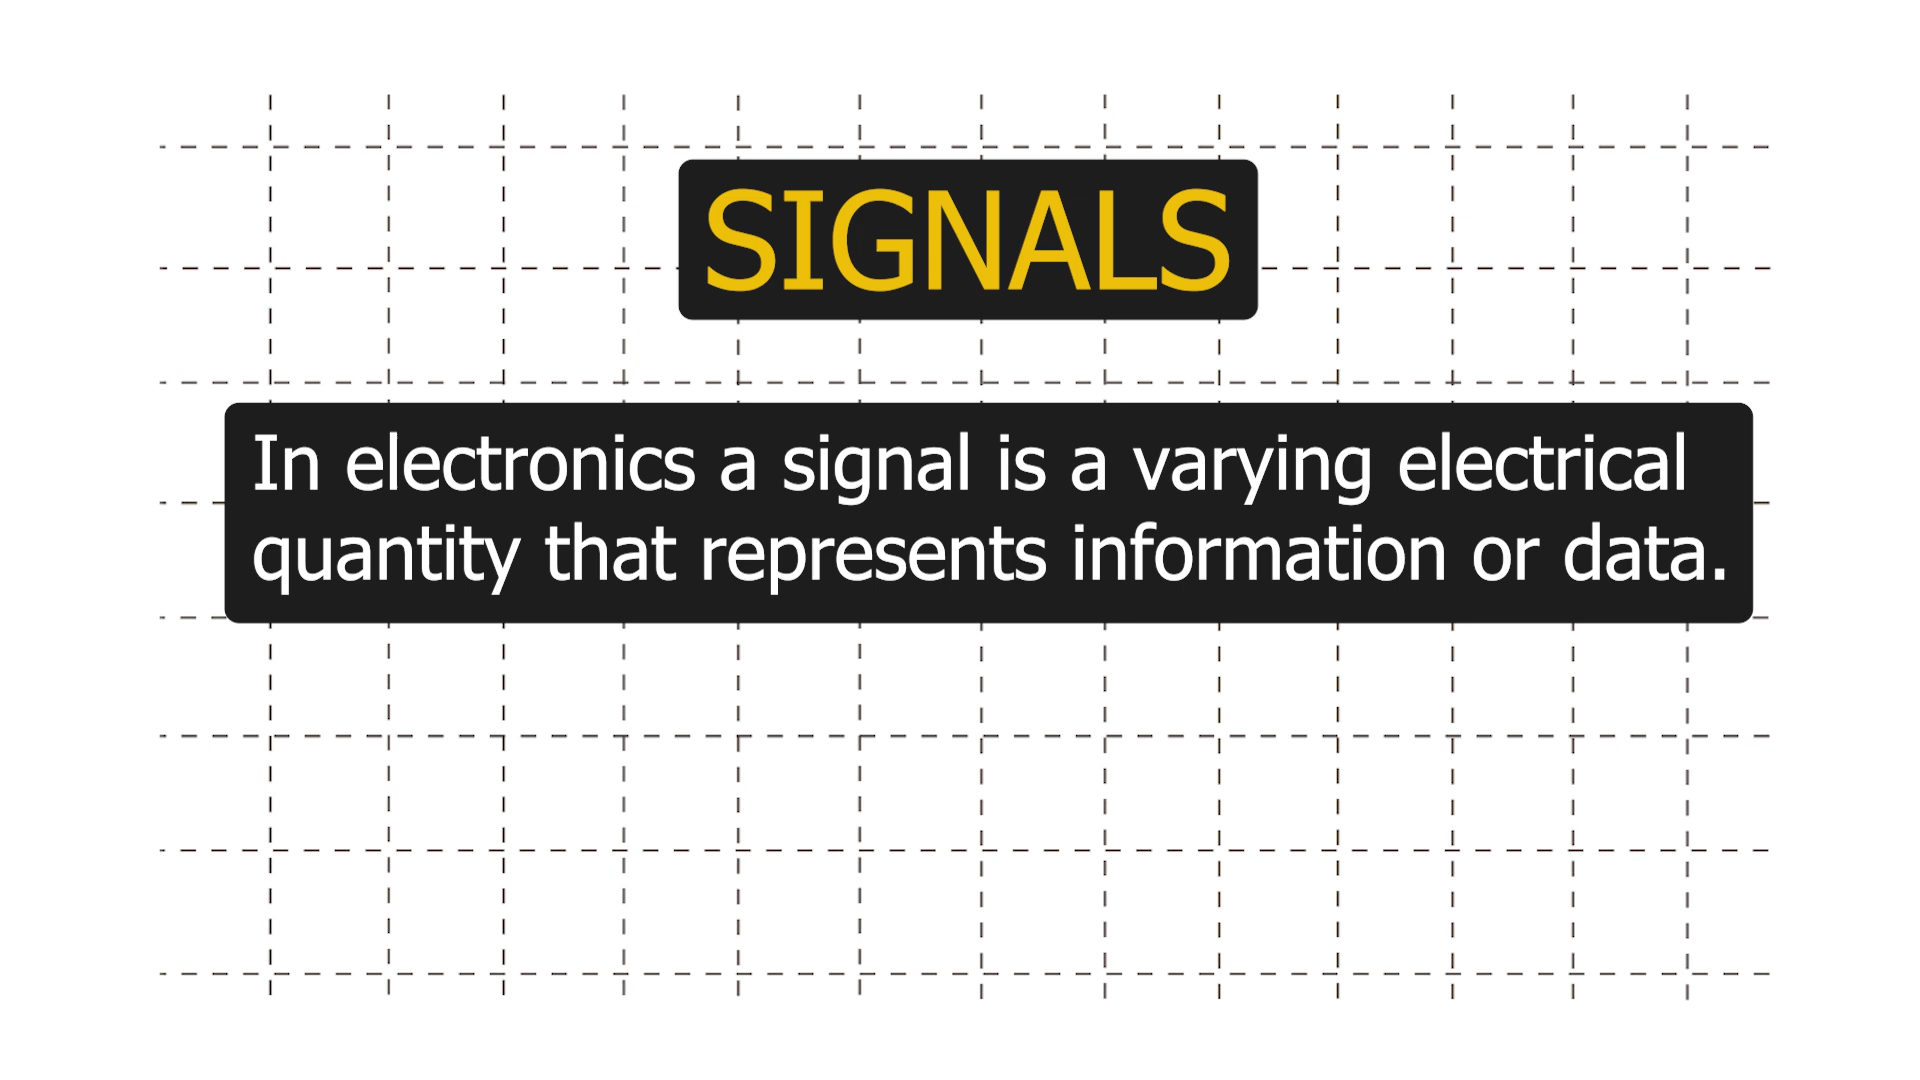 SIGNALS
In electronics a signal is a varying electrical
quantity that represents information or data.